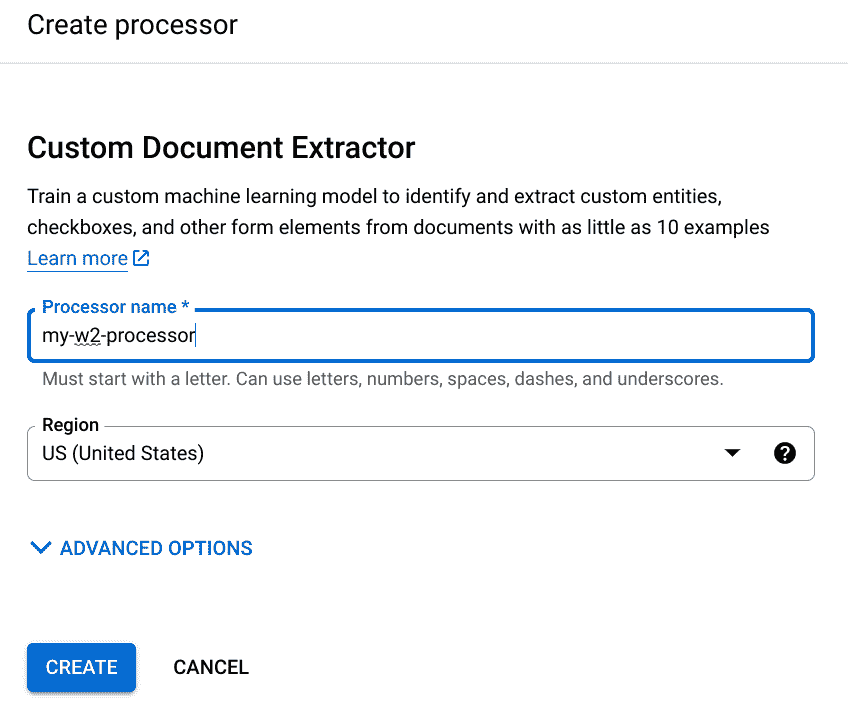 Create processor
Custom Document Extractor
Train a custom machine learning model to identify and extract custom entities,
checkboxes, and other form elements from documents with as little as 10 examples
Learn more
Processor name *
my-w2-processor
Must start with a letter. Can use letters, numbers, spaces, dashes, and underscores.
Region
US (United States)
ADVANCED OPTIONS
CREATE CANCEL